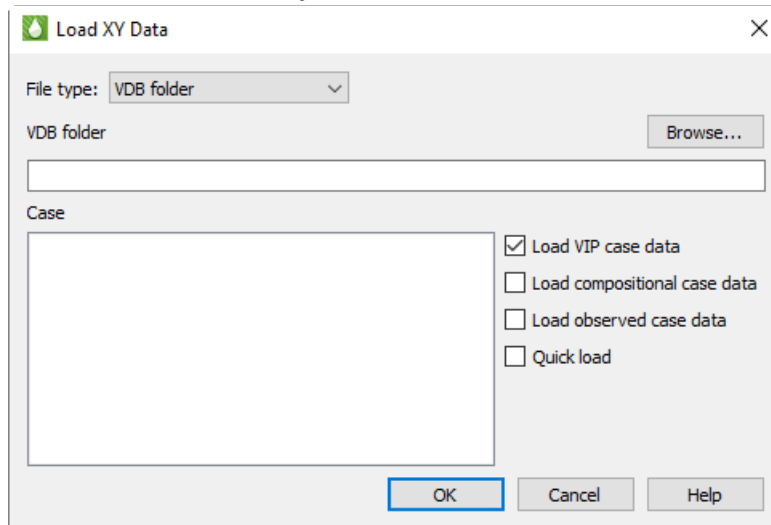 Load XY Data
File type: VDB folder
VDB folder
Browse...
Case
Load VIP case data
Load compositional case data
Load observed case data
Quick load
OK Cancel Help